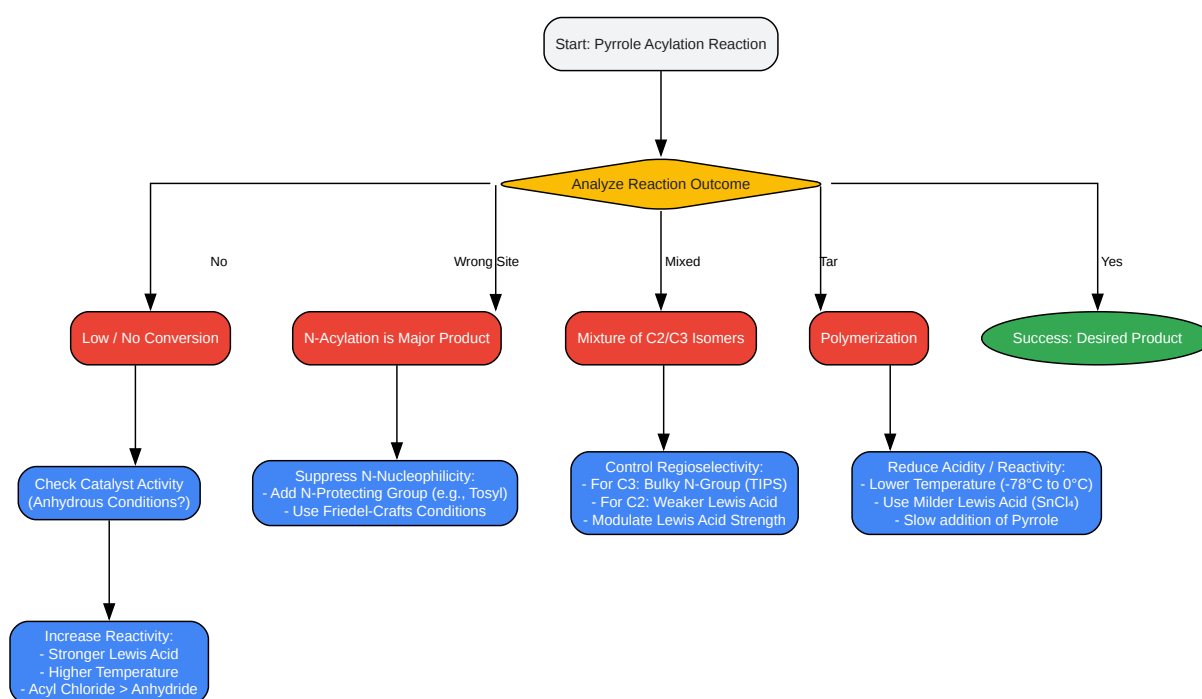 Start: Pyrrole Acylation Reaction
Analyze Reaction Outcome
No
Wrong Site
Mixed
Tar
Yes
Low / No Conversion
N-Acylation is Major Product
Mixture of C2/C3 Isomers
Polymerization
Success: Desired Product
Check Catalyst Activity
(Anhydrous Conditions?)
Suppress N-Nucleophilicity:
- Add N-Protecting Group (e.g., Tosyl)
- Use Friedel-Crafts Conditions
Control Regioselectivity:
- For C3: Bulky N-Group (TIPS)
- For C2: Weaker Lewis Acid
- Modulate Lewis Acid Strength
Reduce Acidity / Reactivity:
- Lower Temperature (-78°C to 0°C)
- Use Milder Lewis Acid (SnCl₄)
- Slow addition of Pyrrole
Increase Reactivity:
- Stronger Lewis Acid
- Higher Temperature
- Acyl Chloride > Anhydride